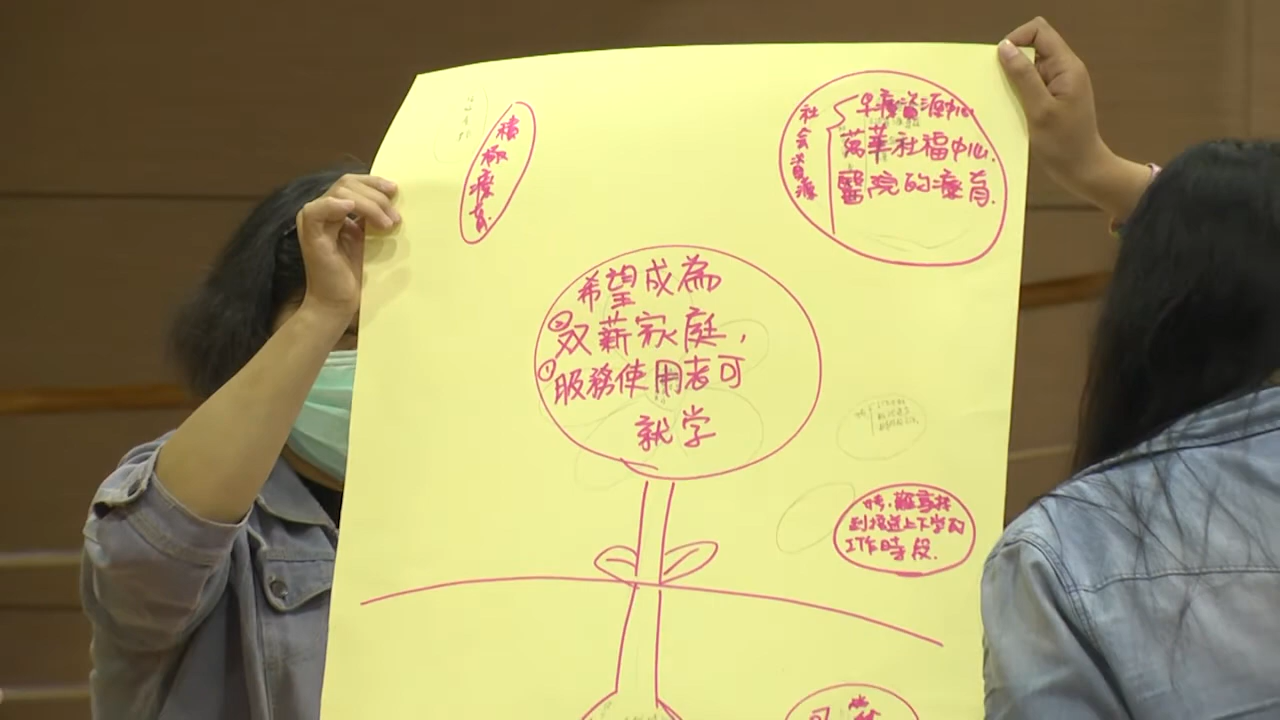 積極療育
社會資源
早療資源中心
萬華社福中心.
醫院的療育.
希望成為
②双薪家庭,
①服務使用者可
就学
到接送上下学的
工作時段.